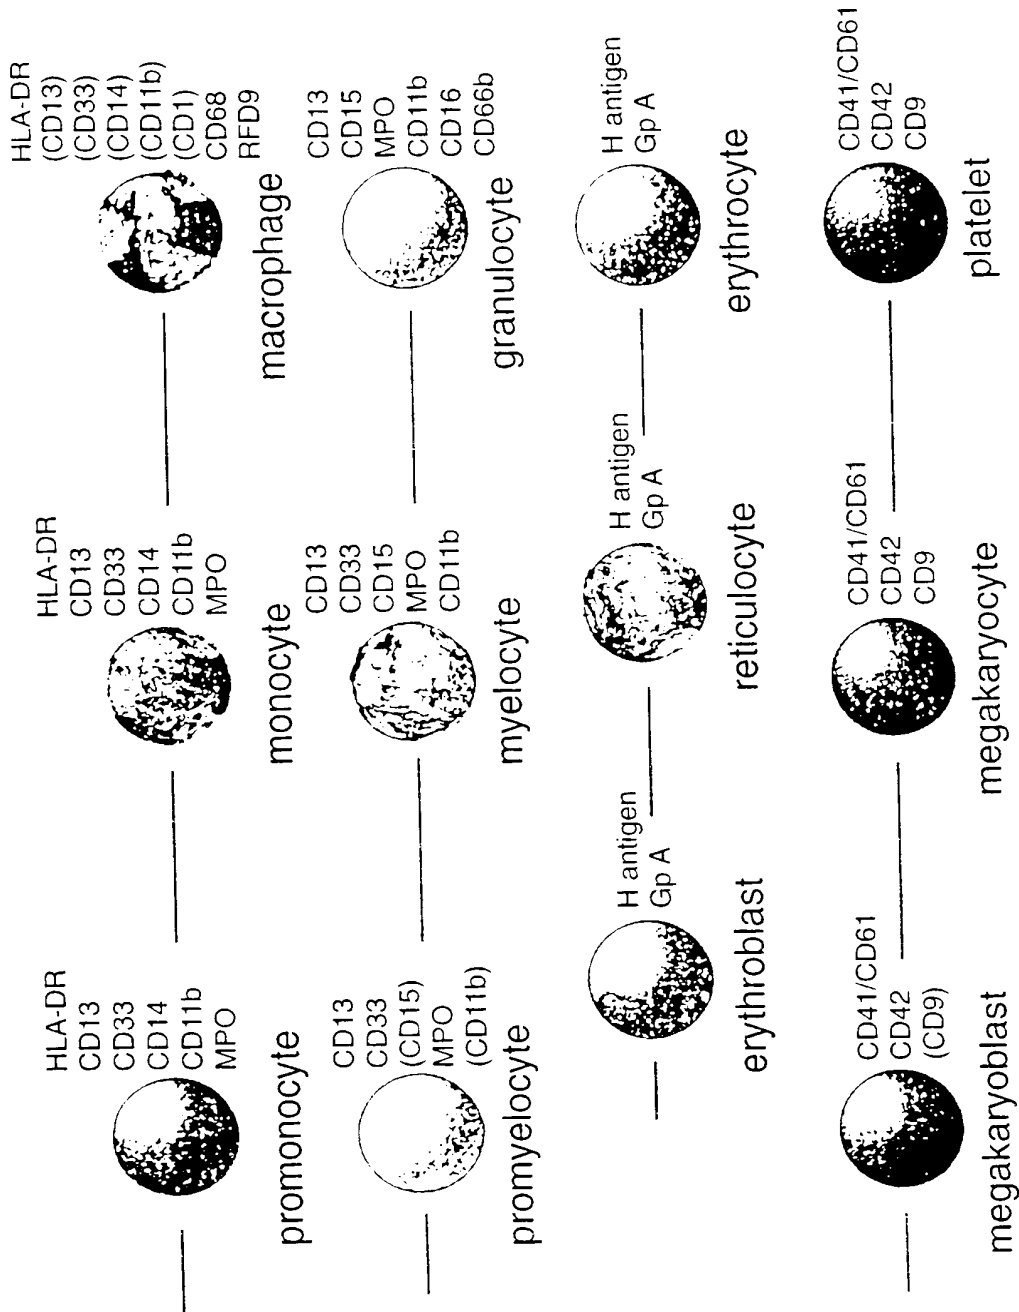 HLA-DR
CD13
CD33
CD14
CD11b
MPO
promonocyte
HLA-DR
CD13
CD33
CD14
CD11b
MPO
monocyte
HLA-DR
(CD13)
(CD33)
(CD14)
(CD11b)
(CD1)
CD68
RFD9
macrophage
CD13
CD33
(CD15)
MPO
(CD11b)
promyelocyte
CD13
CD33
CD15
MPO
CD11b
myelocyte
CD13
CD15
MPO
CD11b
CD16
CD66b
granulocyte
H antigen
Gp A
erythroblast
H antigen
Gp A
reticulocyte
H antigen
Gp A
erythrocyte
CD41/CD61
CD42
(CD9)
megakaryoblast
CD41/CD61
CD42
CD9
megakaryocyte
CD41/CD61
CD42
CD9
platelet